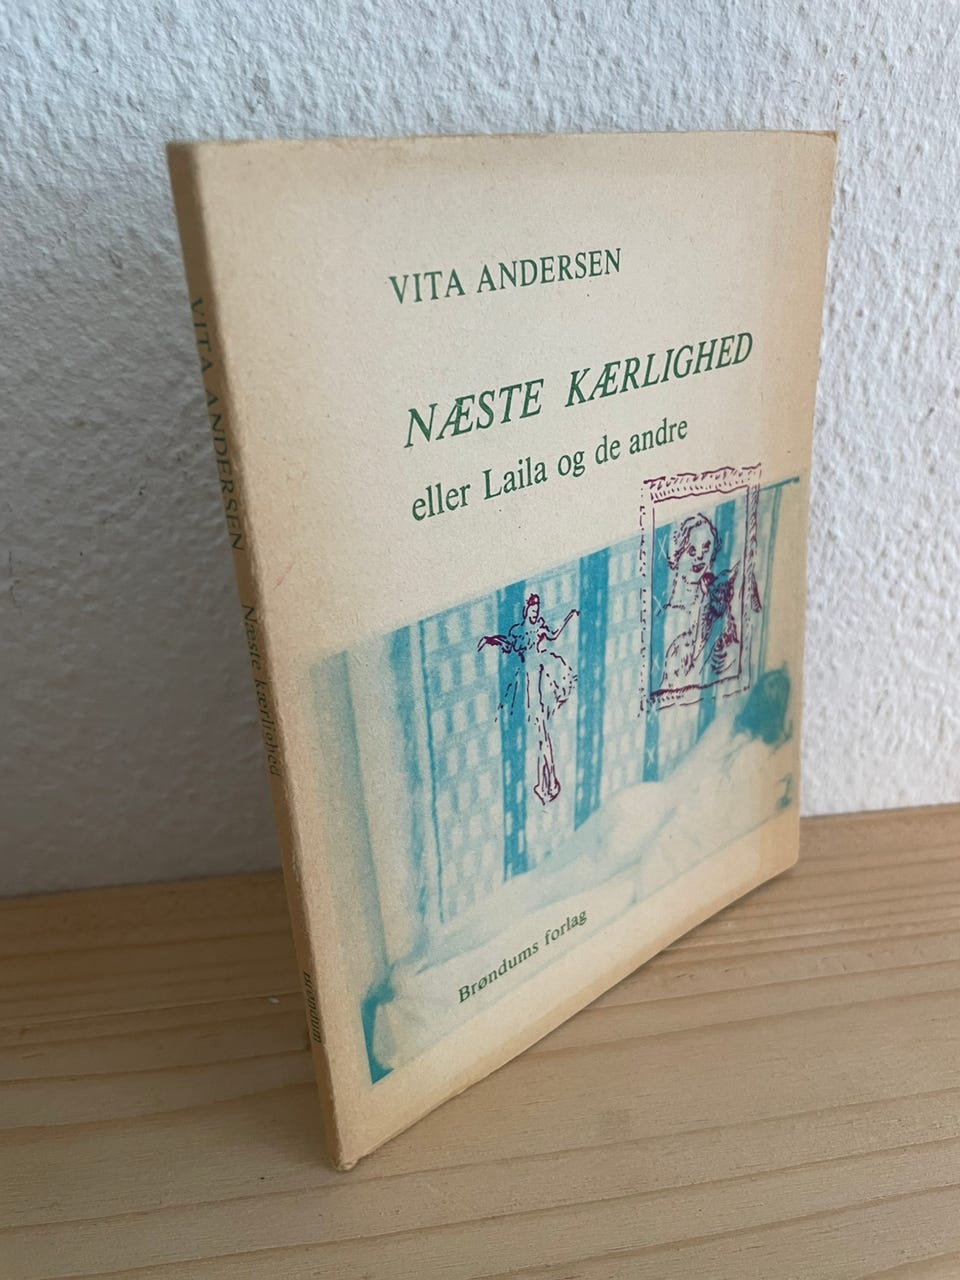 VITA ANDERSEN
NÆSTE KÆRLIGHED
eller Laila og de andre
Brøndums forlag
VITA ANDERSEN Næste kærlighed Brøndum